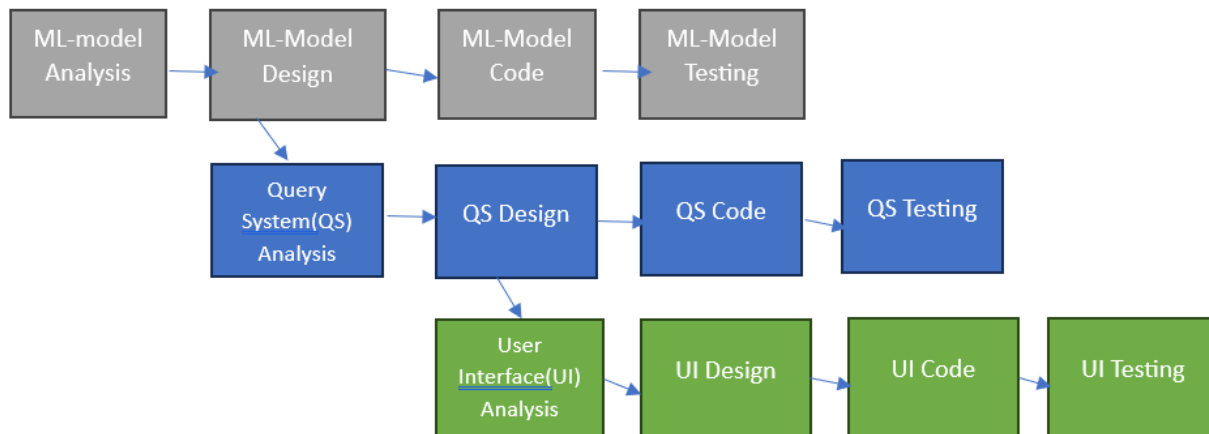 ML-model
Analysis
ML-Model
Design
ML-Model
Code
ML-Model
Testing
Query
System(QS)
Analysis
QS Design
QS Code
QS Testing
User
Interface(UI)
Analysis
UI Design
UI Code
UI Testing